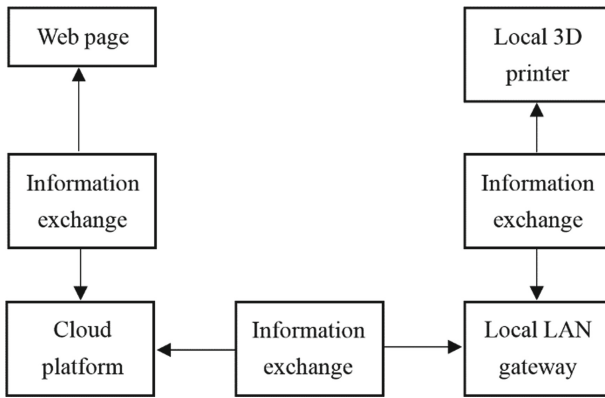 Web page
Local 3D
printer
Information
exchange
Information
exchange
Cloud
platform
Information
exchange
Local LAN
gateway